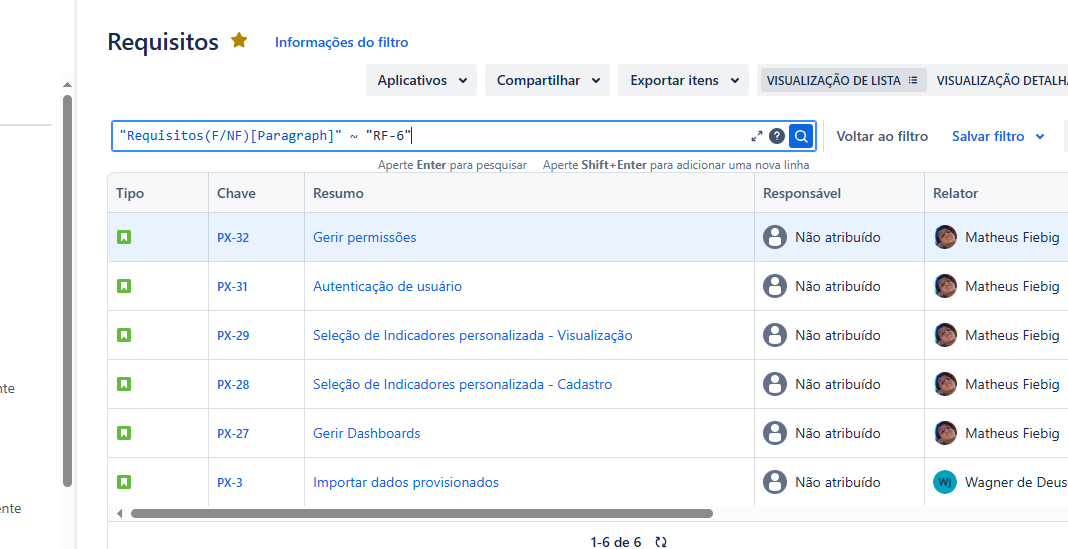 Requisitos
Informações do filtro
Aplicativos Compartilhar Exportar itens VISUALIZAÇÃO DE LISTA VISUALIZAÇÃO DETALHA
"Requisitos(F/NF)[Paragraph]" ~ "RF-6"
Voltar ao filtro Salvar filtro
Aperte Enter para pesquisar Aperte Shift+Enter para adicionar uma nova linha
Tipo Chave Resumo Responsável Relator
PX-32 Gerir permissões Não atribuído Matheus Fiebig
PX-31 Autenticação de usuário Não atribuído Matheus Fiebig
PX-29 Seleção de Indicadores personalizada - Visualização Não atribuído Matheus Fiebig
PX-28 Seleção de Indicadores personalizada - Cadastro Não atribuído Matheus Fiebig
nte
PX-27 Gerir Dashboards Não atribuído Matheus Fiebig
PX-3 Importar dados provisionados Não atribuído WJ Wagner de Deus
ente
1-6 de 6